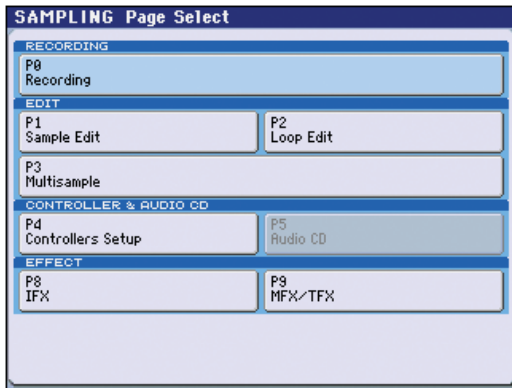 SAMPLING Page Select
RECORDING
P0
Recording
EDIT
P1
Sample Edit
P2
Loop Edit
P3
Multisample
CONTROLLER & AUDIO CD
P4
Controllers Setup
P5
Audio CD
EFFECT
P8
IFX
P9
MFX/TFX